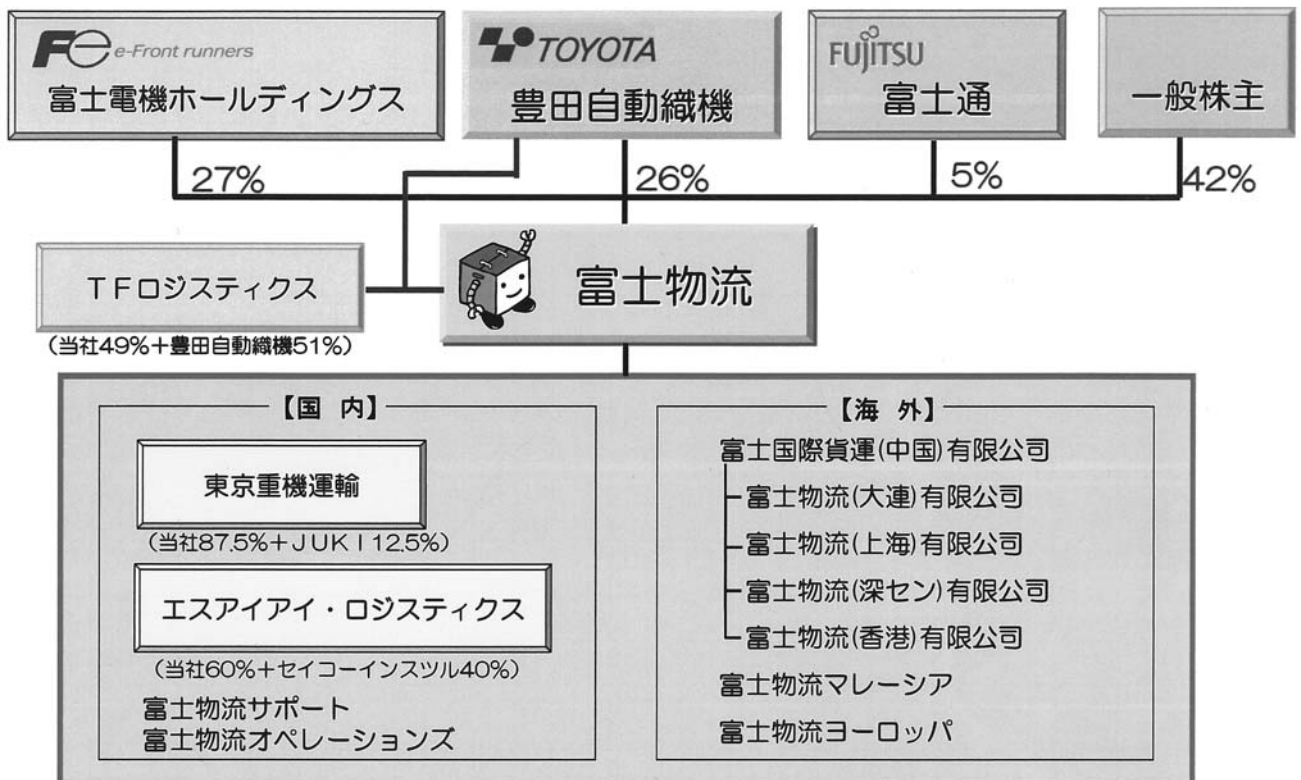 Fe e-Front runners
富士電機ホールディングス
TOYOTA
豊田自動織機
FUJITSU
富士通
一般株主
27%
26%
5%
42%
TFロジスティクス
(当社49%+豊田自動織機51%)
富士物流
【国 内】
東京重機運輸
(当社87.5%+JUKI12.5%)
エスアイアイ・ロジスティクス
(当社60%+セイコーインスツル40%)
富士物流サポート
富士物流オペレーションズ
【海 外】
富士国際貨運(中国)有限公司
富士物流(大連)有限公司
富士物流(上海)有限公司
富士物流(深セン)有限公司
富士物流(香港)有限公司
富士物流マレーシア
富士物流ヨーロッパ